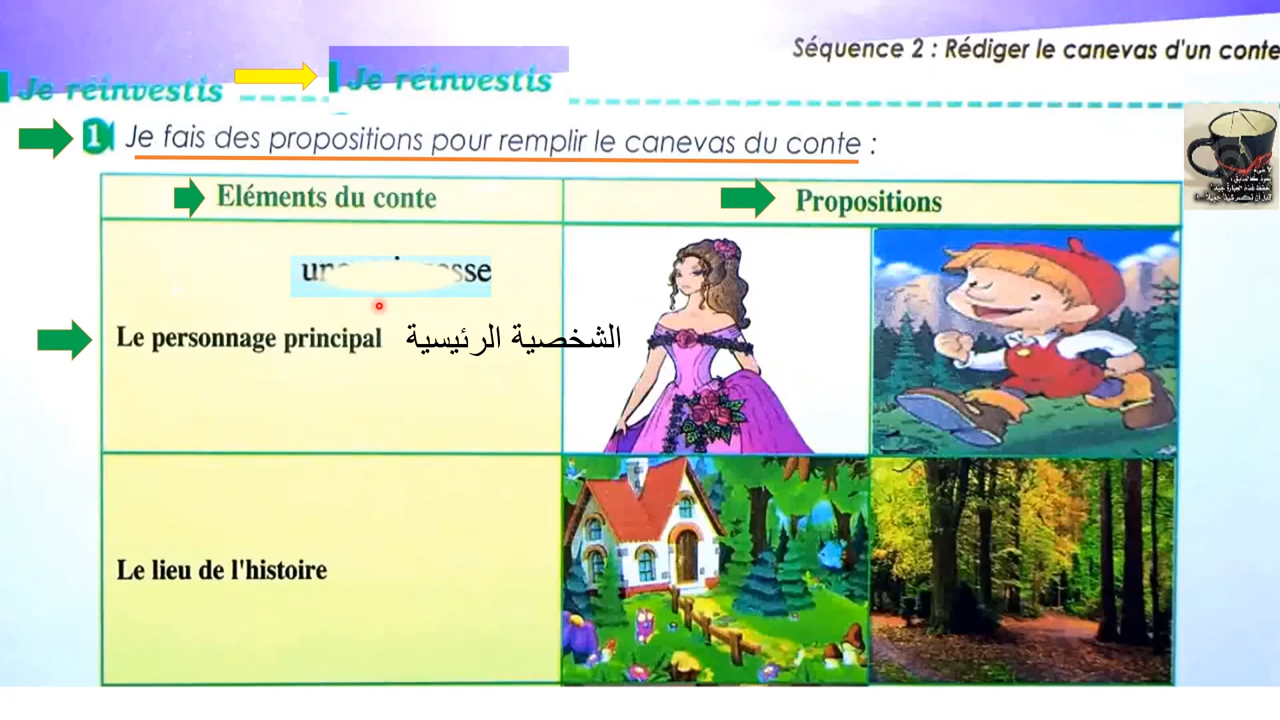 Séquence 2 : Rédiger le canevas d'un conte
Je réinvestis
Je réinvestis
1 Je fais des propositions pour remplir le canevas du conte :
Eléments du conte
Propositions
Le personnage principal الشخصية الرئيسية
Le lieu de l'histoire